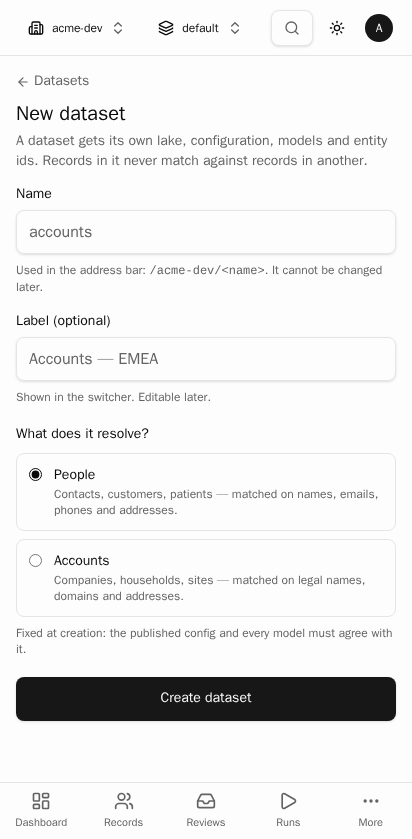 acme-dev default A
Datasets
New dataset
A dataset gets its own lake, configuration, models and entity
ids. Records in it never match against records in another.
Name
accounts
Used in the address bar: /acme-dev/<name>. It cannot be changed
later.
Label (optional)
Accounts — EMEA
Shown in the switcher. Editable later.
What does it resolve?
People
Contacts, customers, patients — matched on names, emails,
phones and addresses.
Accounts
Companies, households, sites — matched on legal names,
domains and addresses.
Fixed at creation: the published config and every model must agree with
it.
Create dataset
Dashboard Records Reviews Runs More